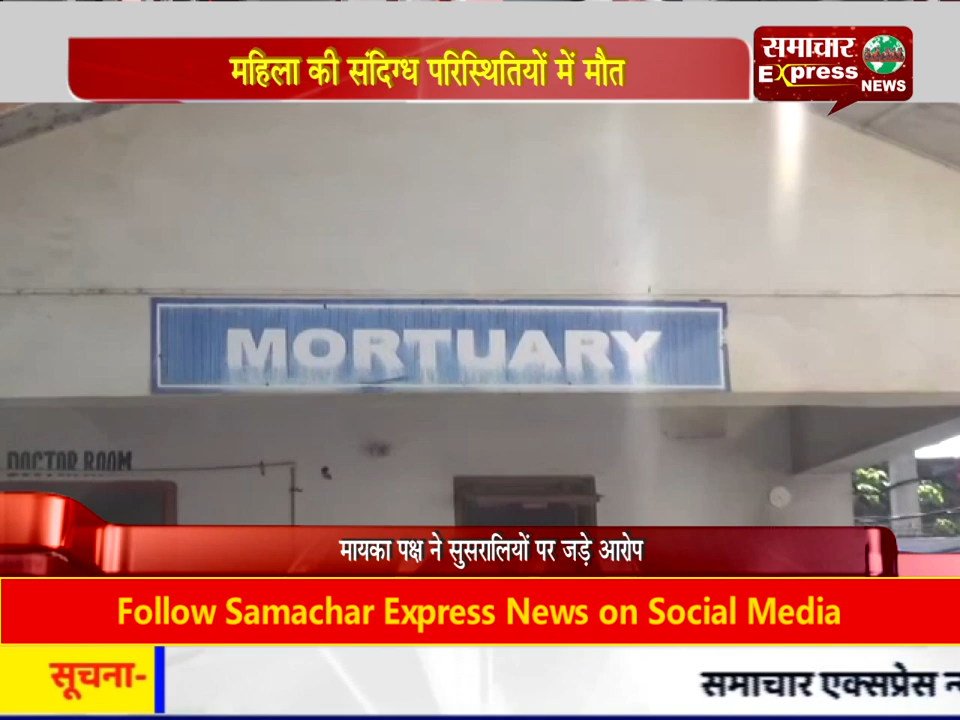 महिला की संदिग्ध परिस्थितियों में मौत
समाचार
Express
NEWS
MORTUARY
DOCTOR ROOM
मायका पक्ष ने सुसरालियों पर जड़े आरोप
Follow Samachar Express News on Social Media
सूचना-
समाचार एक्सप्रेस